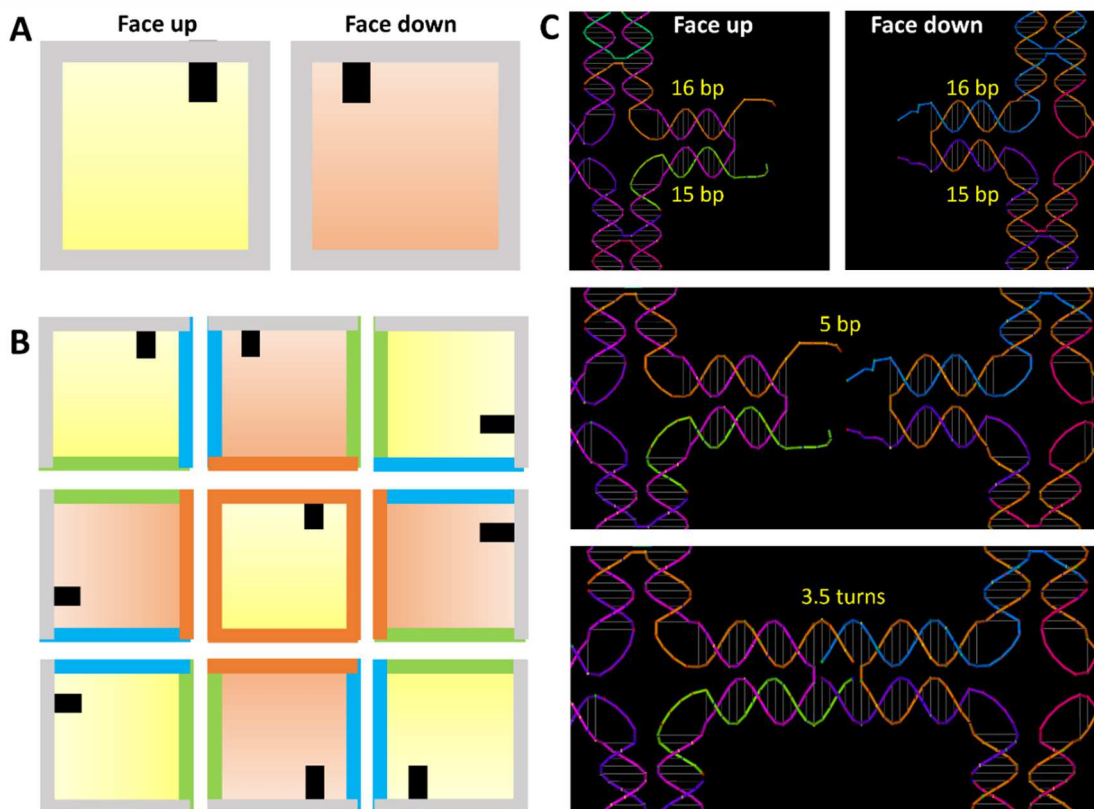 A
Face up
Face down
B
C
Face up
Face down
16 bp
16 bp
15 bp
15 bp
5 bp
3.5 turns